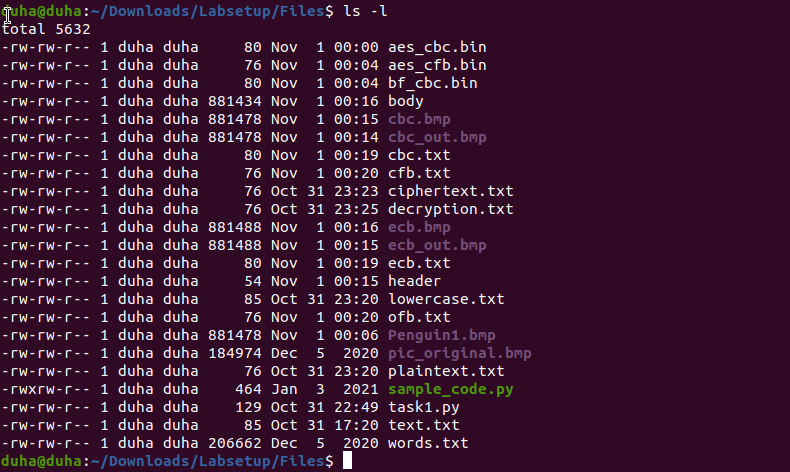 duha@duha:~/Downloads/Labsetup/Files$ ls -l
total 5632
-rw-rw-r-- 1 duha duha     80 Nov  1 00:00 aes_cbc.bin
-rw-rw-r-- 1 duha duha     76 Nov  1 00:04 aes_cfb.bin
-rw-rw-r-- 1 duha duha     80 Nov  1 00:04 bf_cbc.bin
-rw-rw-r-- 1 duha duha 881434 Nov  1 00:16 body
-rw-rw-r-- 1 duha duha 881478 Nov  1 00:15 cbc.bmp
-rw-rw-r-- 1 duha duha 881478 Nov  1 00:14 cbc_out.bmp
-rw-rw-r-- 1 duha duha     80 Nov  1 00:19 cbc.txt
-rw-rw-r-- 1 duha duha     76 Nov  1 00:20 cfb.txt
-rw-rw-r-- 1 duha duha     76 Oct 31 23:23 ciphertext.txt
-rw-rw-r-- 1 duha duha     76 Oct 31 23:25 decryption.txt
-rw-rw-r-- 1 duha duha 881488 Nov  1 00:16 ecb.bmp
-rw-rw-r-- 1 duha duha 881488 Nov  1 00:15 ecb_out.bmp
-rw-rw-r-- 1 duha duha     80 Nov  1 00:19 ecb.txt
-rw-rw-r-- 1 duha duha     54 Nov  1 00:15 header
-rw-rw-r-- 1 duha duha     85 Oct 31 23:20 lowercase.txt
-rw-rw-r-- 1 duha duha     76 Nov  1 00:20 ofb.txt
-rw-rw-r-- 1 duha duha 881478 Nov  1 00:06 Penguin1.bmp
-rw-rw-r-- 1 duha duha 184974 Dec  5  2020 pic_original.bmp
-rw-rw-r-- 1 duha duha     76 Oct 31 23:20 plaintext.txt
-rwxrw-r-- 1 duha duha    464 Jan  3  2021 sample_code.py
-rw-rw-r-- 1 duha duha    129 Oct 31 22:49 task1.py
-rw-rw-r-- 1 duha duha     85 Oct 31 17:20 text.txt
-rw-rw-r-- 1 duha duha 206662 Dec  5  2020 words.txt
duha@duha:~/Downloads/Labsetup/Files$